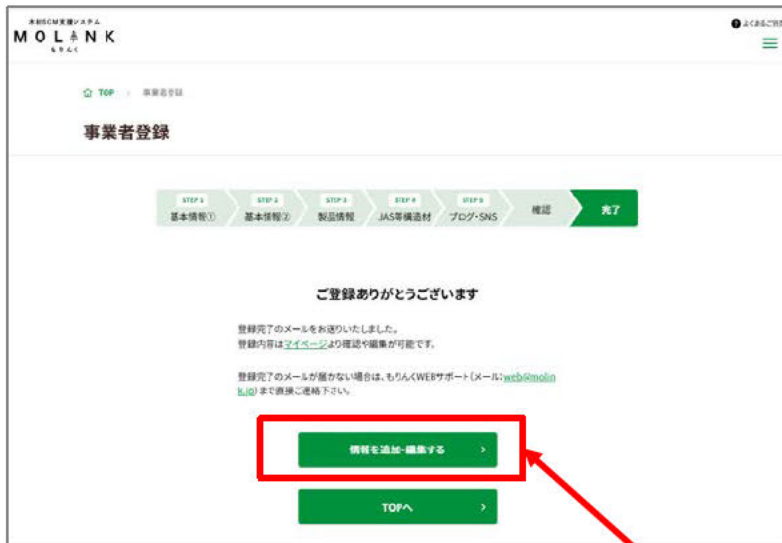 木材SCM支援システム
MOLINK
もりんく
? よくあるご質
TOP › 事業者登録
事業者登録
STEP 1
基本情報①
STEP 2
基本情報②
STEP 3
製品情報
STEP 4
JAS等構造材
STEP 5
ブログ・SNS
確認
完了
ご登録ありがとうございます
登録完了のメールをお送りいたしました。
登録内容はマイページより確認や編集が可能です。
登録完了のメールが届かない場合は、もりんくWEBサポート(メール:web@molin
k.jp)まで直接ご連絡下さい。
情報を追加・編集する ›
TOPへ ›